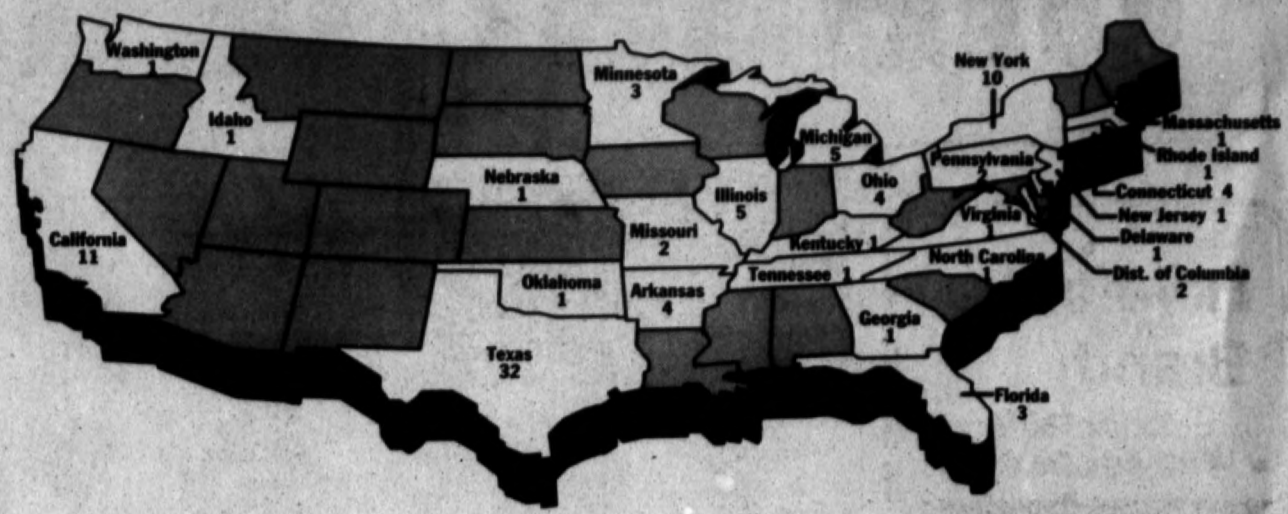 Washington
1
Idaho
1
California
11
Nebraska
1
Oklahoma
1
Texas
32
Minnesota
3
Missouri
2
Arkansas
4
Illinois
5
Michigan
5
Ohio
4
Kentucky 1
Tennessee 1
Georgia
1
Florida
3
North Carolina
1
Virginia
Pennsylvania
2
New York
10
Massachusetts
1
Rhode Island
1
Connecticut 4
New Jersey 1
Delaware
1
Dist. of Columbia
2